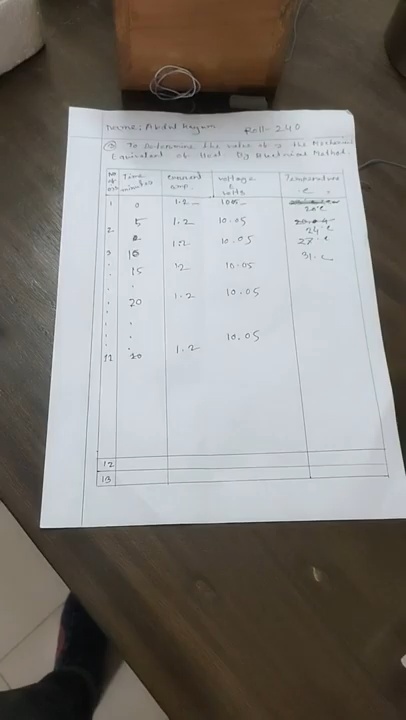 Name: Abdul Kayum Roll- 240
To Determine the value of J the Mechanical
Equivalent of Heat By Electrical Method.
No of obs Time minutes Current amp. voltage E volts Temperature °c
1 0 1.2 - 10.05 - 20°c
5 1.2 10.05 24°c
2 1.2 10.05 27°c
3 10 31°c
15 1.2 10.05
20 1.2 10.05
11 30 1.2 10.05
12
13